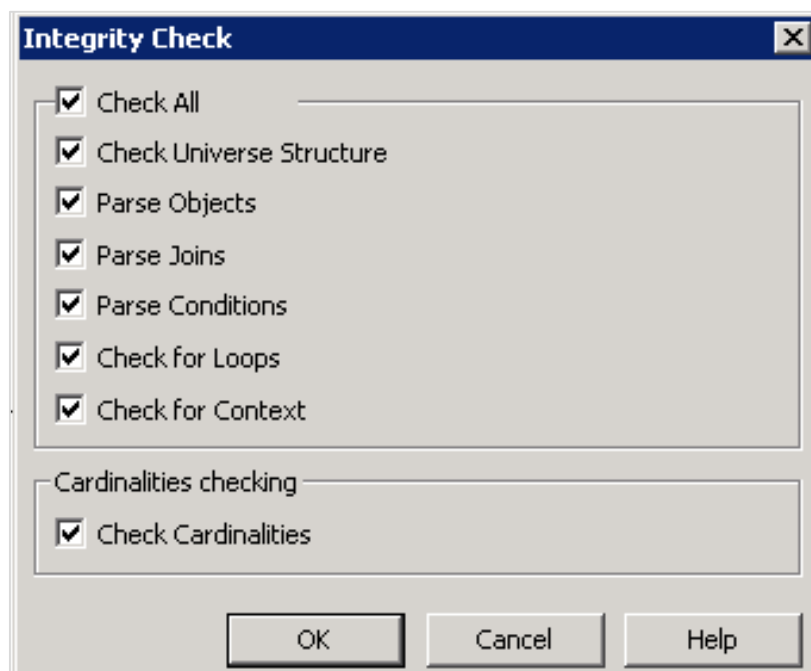 Integrity Check
Check All
Check Universe Structure
Parse Objects
Parse Joins
Parse Conditions
Check for Loops
Check for Context
Cardinalities checking
Check Cardinalities
OK Cancel Help